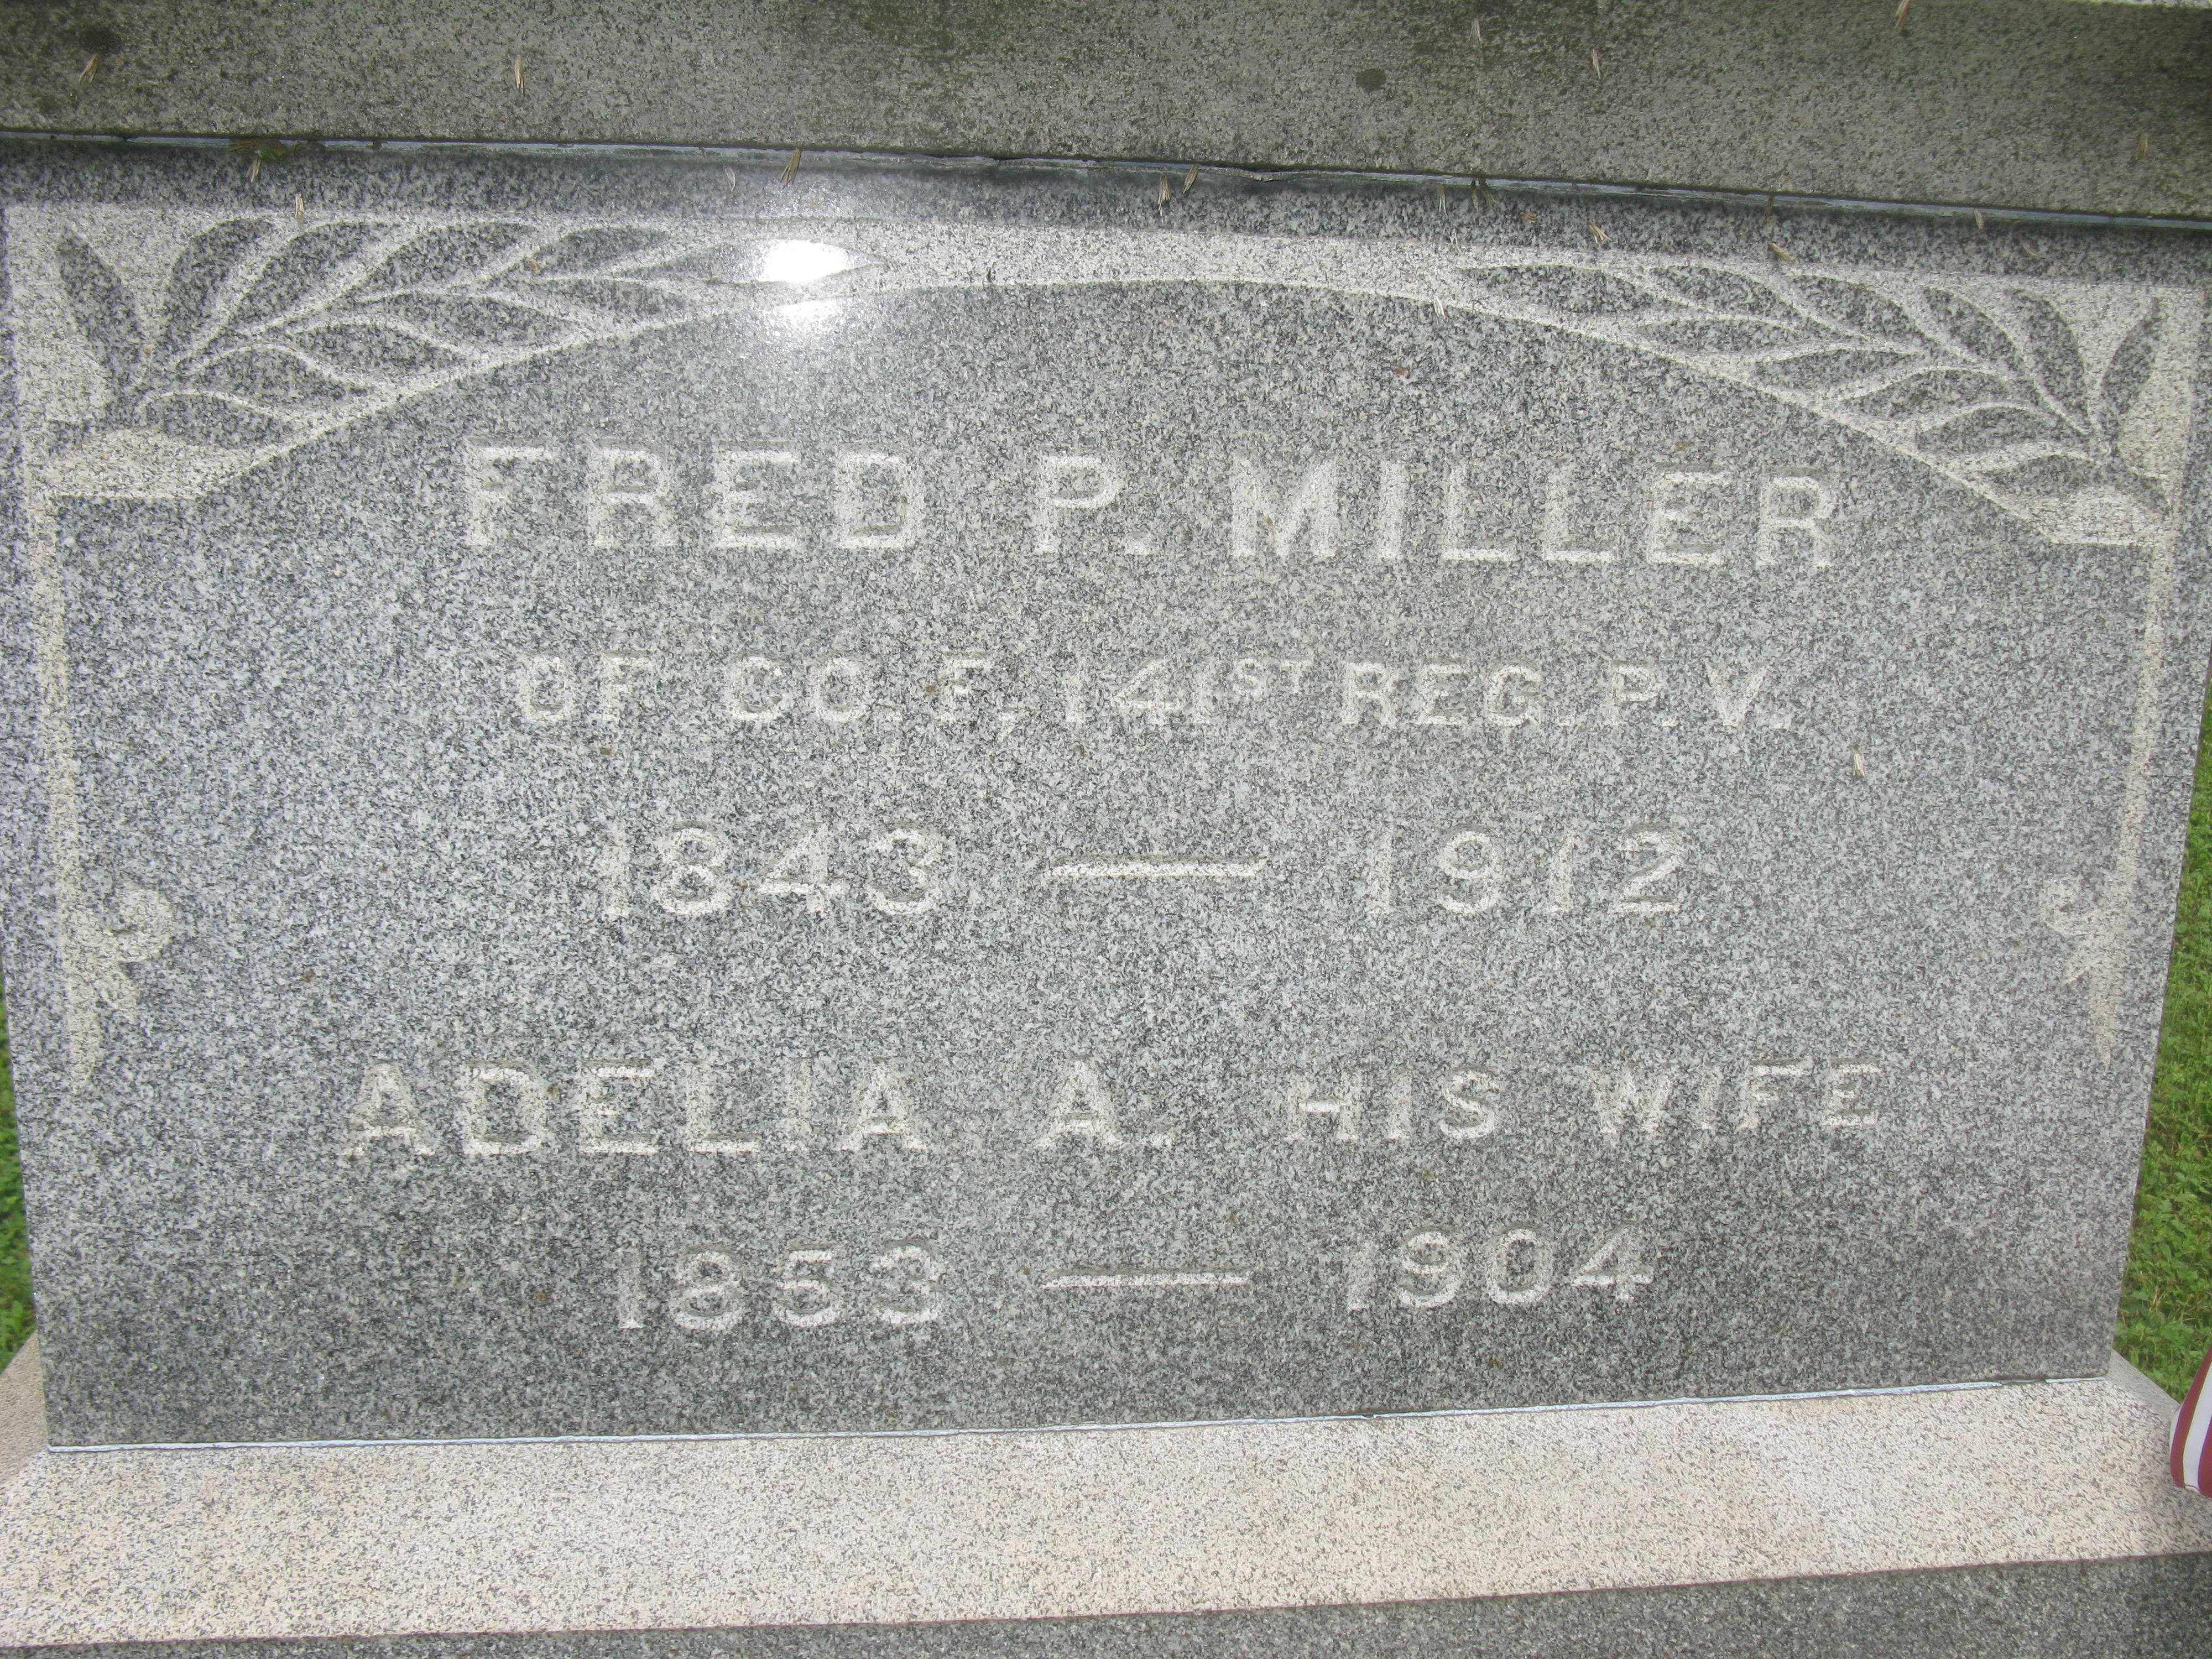 FRED P. MILLER
OF CO. F, 141ST REG. P. V.
1843 — 1912
ADELIA A. HIS WIFE
1853 — 1904